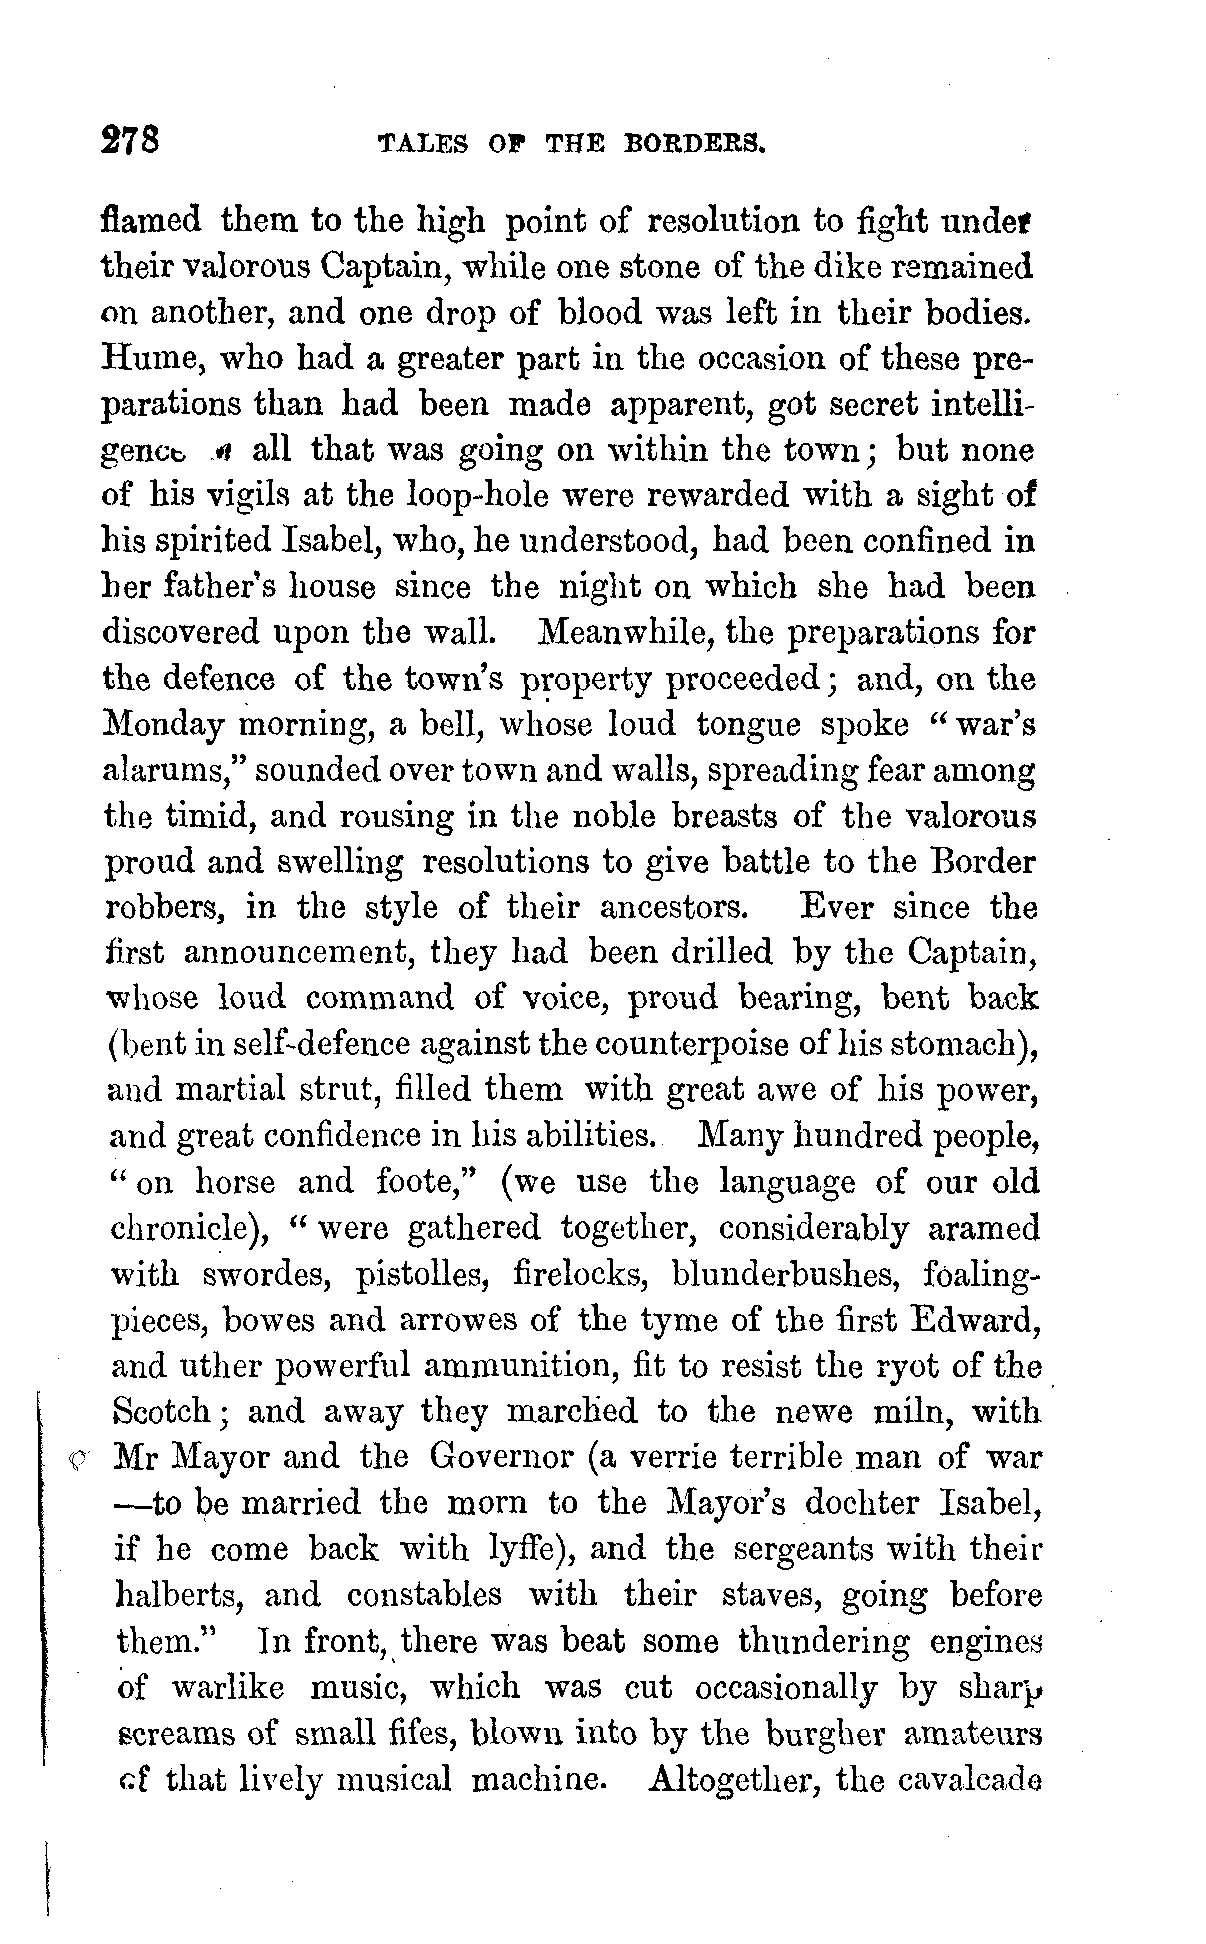 278 TALES OF THE BORDERS.
flamed them to the high point of resolution to fight under
their valorous Captain, while one stone of the dike remained
on another, and one drop of blood was left in their bodies.
Hume, who had a greater part in the occasion of these pre-
parations than had been made apparent, got secret intelli-
gence all that was going on within the town; but none
of his vigils at the loop-hole were rewarded with a sight of
his spirited Isabel, who, he understood, had been confined in
her father's house since the night on which she had been
discovered upon the wall. Meanwhile, the preparations for
the defence of the town's property proceeded; and, on the
Monday morning, a bell, whose loud tongue spoke "war's
alarums," sounded over town and walls, spreading fear among
the timid, and rousing in the noble breasts of the valorous
proud and swelling resolutions to give battle to the Border
robbers, in the style of their ancestors. Ever since the
first announcement, they had been drilled by the Captain,
whose loud command of voice, proud bearing, bent back
(bent in self-defence against the counterpoise of his stomach),
and martial strut, filled them with great awe of his power,
and great confidence in his abilities. Many hundred people,
"on horse and foote," (we use the language of our old
chronicle), "were gathered together, considerably aramed
with swordes, pistolles, firelocks, blunderbushes, foaling-
pieces, bowes and arrowes of the tyme of the first Edward,
and uther powerful ammunition, fit to resist the ryot of the
Scotch; and away they marched to the newe miln, with
Mr Mayor and the Governor (a verrie terrible man of war
—to be married the morn to the Mayor's dochter Isabel,
if he come back with lyffe), and the sergeants with their
halberts, and constables with their staves, going before
them." In front, there was beat some thundering engines
of warlike music, which was cut occasionally by sharp
screams of small fifes, blown into by the burgher amateurs
of that lively musical machine. Altogether, the cavalcade